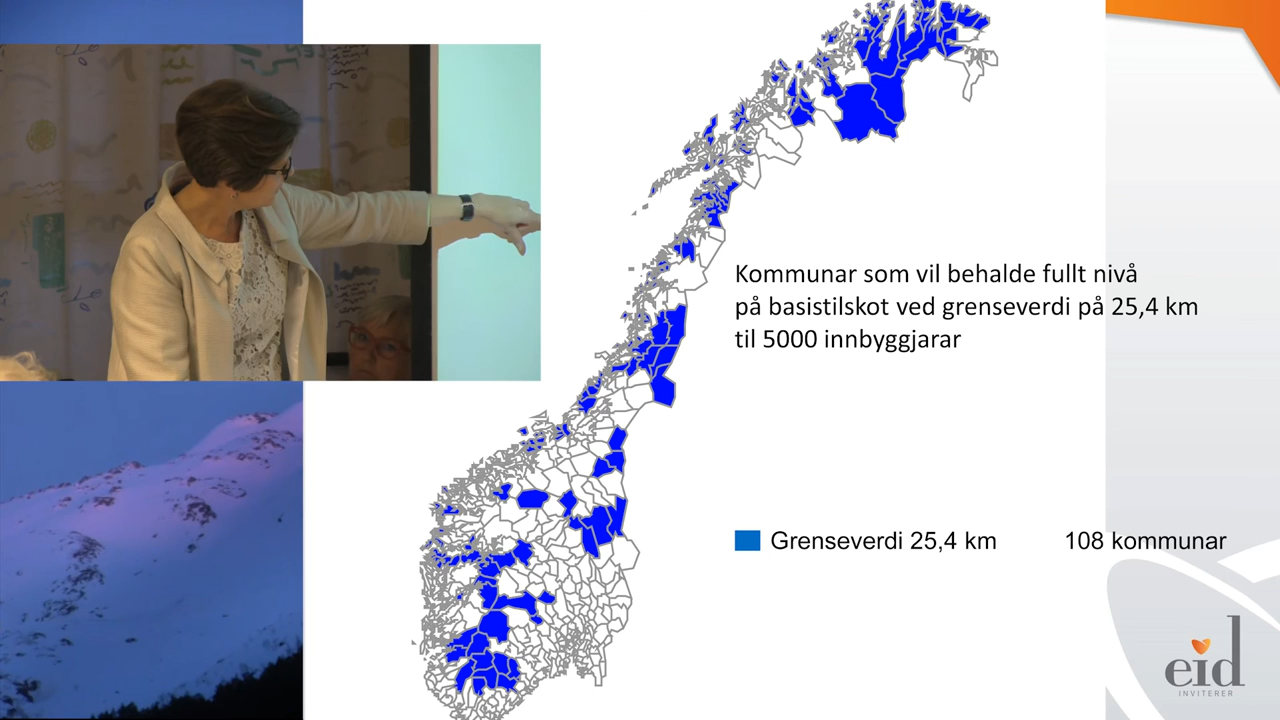 Kommunar som vil behalde fullt nivå
på basistilskot ved grenseverdi på 25,4 km
til 5000 innbyggjarar
Grenseverdi 25,4 km 108 kommunar
eid
INVITERER